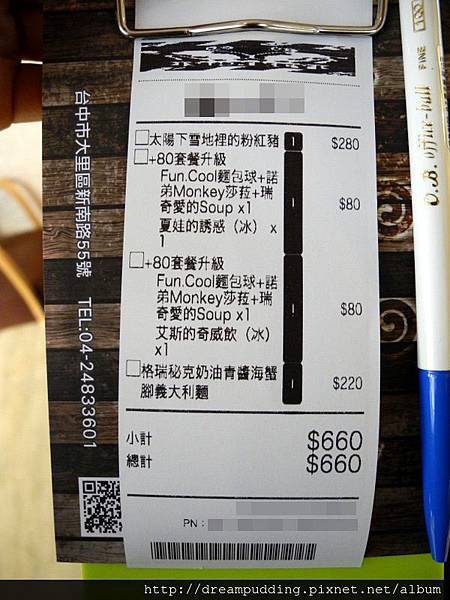 台中市大里區新南路55號 TEL:04-24833601
太陽下雪地裡的粉紅豬 1 $280
+80套餐升級
Fun.Cool麵包球+諾
弟Monkey莎菈+瑞
奇愛的Soup x1
夏娃的誘惑（冰） x
1
1 $80
+80套餐升級
Fun.Cool麵包球+諾
弟Monkey莎菈+瑞
奇愛的Soup x1
艾斯的奇威飲（冰）
x1
1 $80
格瑞秘克奶油青醬海蟹
腳義大利麵
1 $220
小計 $660
總計 $660
PN：
O.B. office-ball
FINE
http://dreampudding.pixnet.net/album